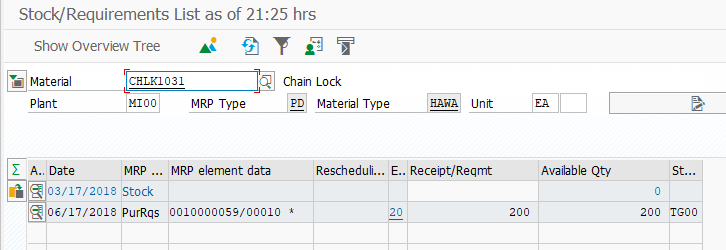 Stock/Requirements List as of 21:25 hrs
Show Overview Tree
Material CHLK1031 Chain Lock
Plant MI00 MRP Type PD Material Type HAWA Unit EA
Σ A.. Date MRP ... MRP element data Rescheduli... E.. Receipt/Reqmt Available Qty St...
03/17/2018 Stock 0
06/17/2018 PurRqs 0010000059/00010 * 20 200 200 TG00